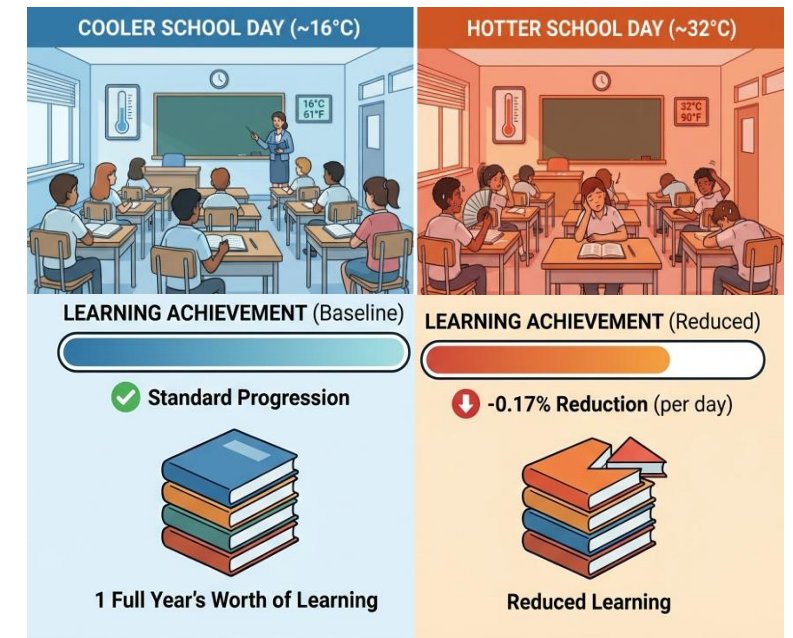 COOLER SCHOOL DAY (~16°C)
16°C
61°F
LEARNING ACHIEVEMENT (Baseline)
Standard Progression
1 Full Year's Worth of Learning
HOTTER SCHOOL DAY (~32°C)
32°C
90°F
LEARNING ACHIEVEMENT (Reduced)
-0.17% Reduction (per day)
Reduced Learning